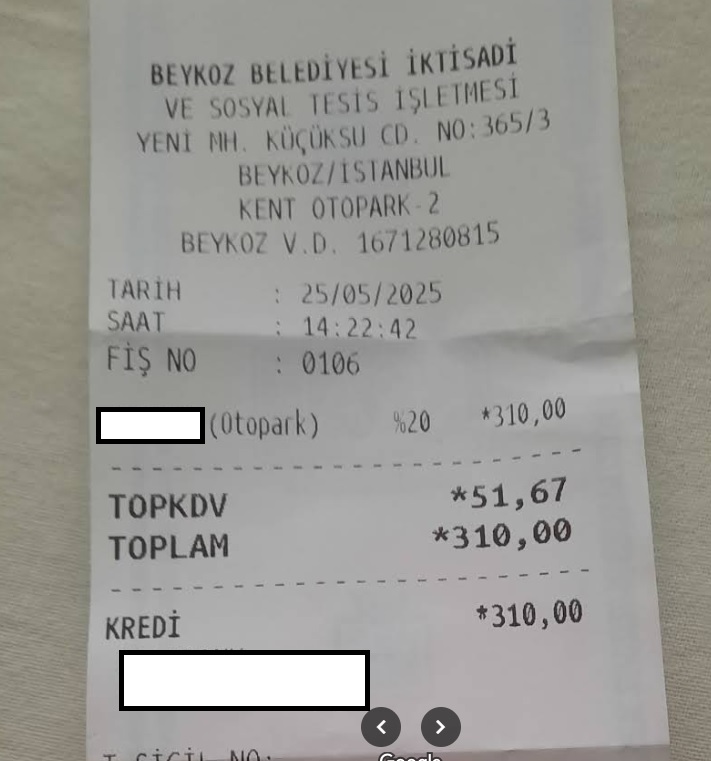 BEYKOZ BELEDİYESİ İKTİSADİ
VE SOSYAL TESİS İŞLETMESİ
YENİ MH. KÜÇÜKSU CD. NO:365/3
BEYKOZ/İSTANBUL
KENT OTOPARK-2
BEYKOZ V.D. 1671280815
TARİH : 25/05/2025
SAAT : 14:22:42
FİŞ NO : 0106
(Otopark) %20 *310,00
TOPKDV *51,67
TOPLAM *310,00
KREDİ *310,00
NO:
Google